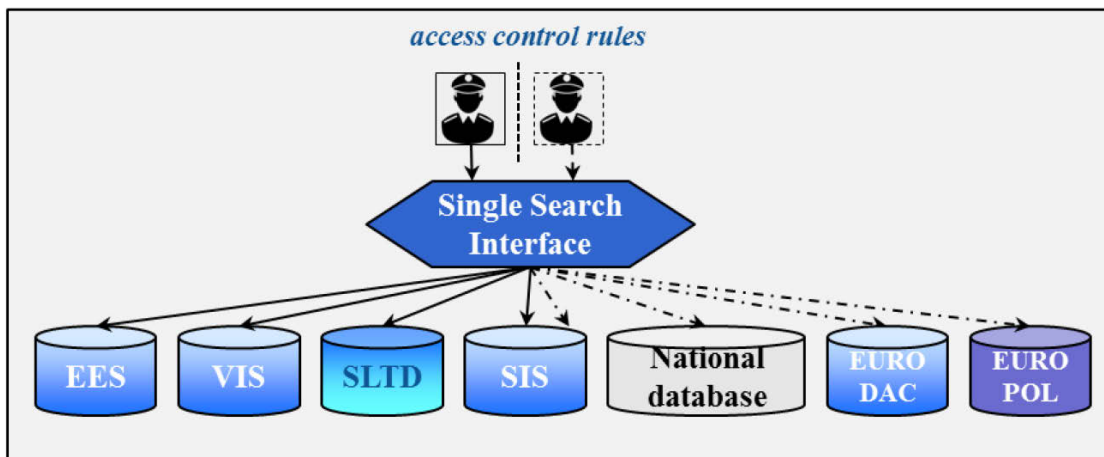 access control rules
Single Search
Interface
EES
VIS
SLTD
SIS
National
database
EURO
DAC
EURO
POL